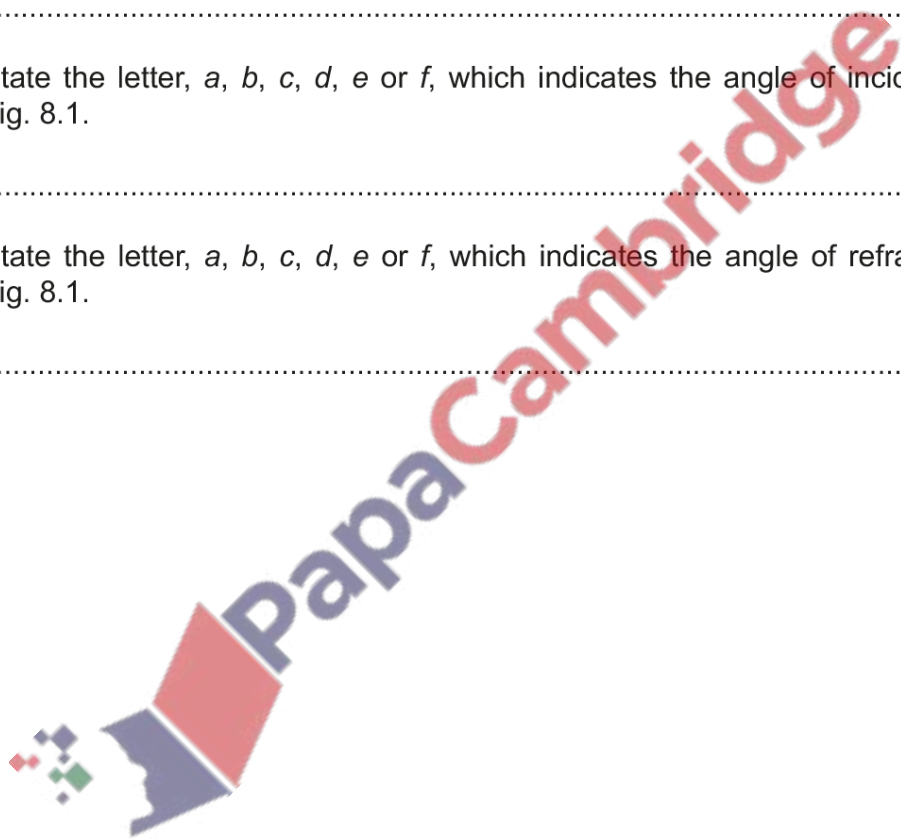 tate the letter, a, b, c, d, e or f, which indicates the angle of incid
ig. 8.1.
tate the letter, a, b, c, d, e or f, which indicates the angle of refra
ig. 8.1.
PapaCambridge